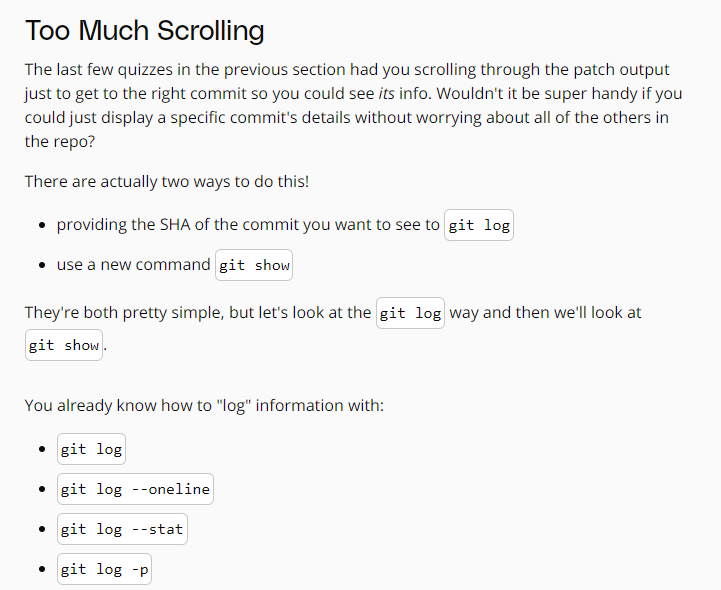 Too Much Scrolling
The last few quizzes in the previous section had you scrolling through the patch output
just to get to the right commit so you could see its info. Wouldn't it be super handy if you
could just display a specific commit's details without worrying about all of the others in
the repo?
There are actually two ways to do this!
• providing the SHA of the commit you want to see to git log
• use a new command git show
They're both pretty simple, but let's look at the git log way and then we'll look at
git show.
You already know how to "log" information with:
• git log
• git log --oneline
• git log --stat
• git log -p